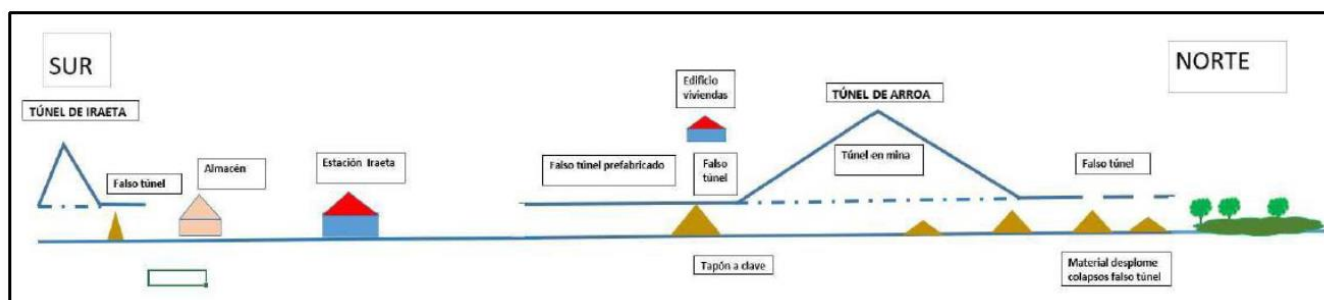 SUR
NORTE
TÚNEL DE IRAETA
Falso túnel
Almacén
Estación Iraeta
Falso túnel prefabricado
Edificio
viviendas
Falso
túnel
TÚNEL DE ARROA
Túnel en mina
Falso túnel
Tapón a clave
Material desplome
colapsos falso túnel